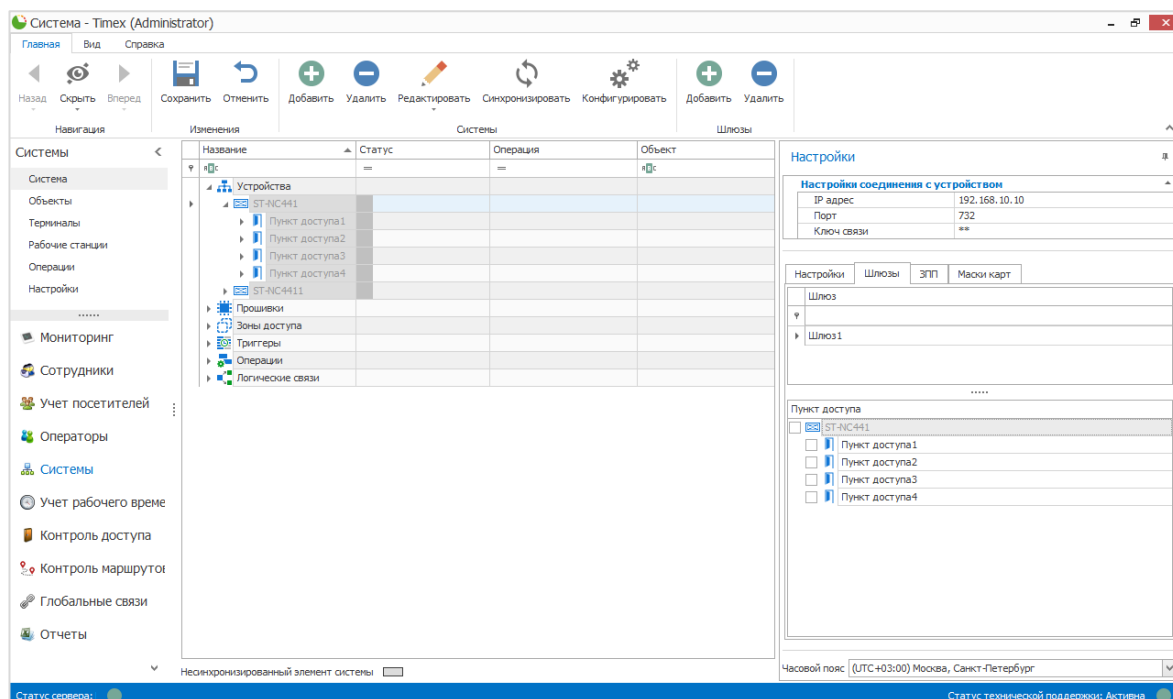 Система - Timex (Administrator)
Главная Вид Справка
Назад Скрыть Вперед Сохранить Отменить Добавить Удалить Редактировать Синхронизировать Конфигурировать Добавить Удалить
Навигация Изменения Системы Шлюзы
Системы
Система
Объекты
Терминалы
Рабочие станции
Операции
Настройки
Мониторинг
Сотрудники
Учет посетителей
Операторы
Системы
Учет рабочего време
Контроль доступа
Контроль маршрутов
Глобальные связи
Отчеты
Название Статус Операция Объект
= =
Устройства
ST-NC441
Пункт доступа1
Пункт доступа2
Пункт доступа3
Пункт доступа4
ST-NC4411
Прошивки
Зоны доступа
Триггеры
Операции
Логические связи
Несинхронизированный элемент системы
Настройки
Настройки соединения с устройством
IP адрес 192.168.10.10
Порт 732
Ключ связи **
Настройки Шлюзы ЗПП Маски карт
Шлюз
Шлюз1
Пункт доступа
ST-NC441
Пункт доступа1
Пункт доступа2
Пункт доступа3
Пункт доступа4
Часовой пояс (UTC+03:00) Москва, Санкт-Петербург
Статус сервера: Статус технической поддержки: Активна